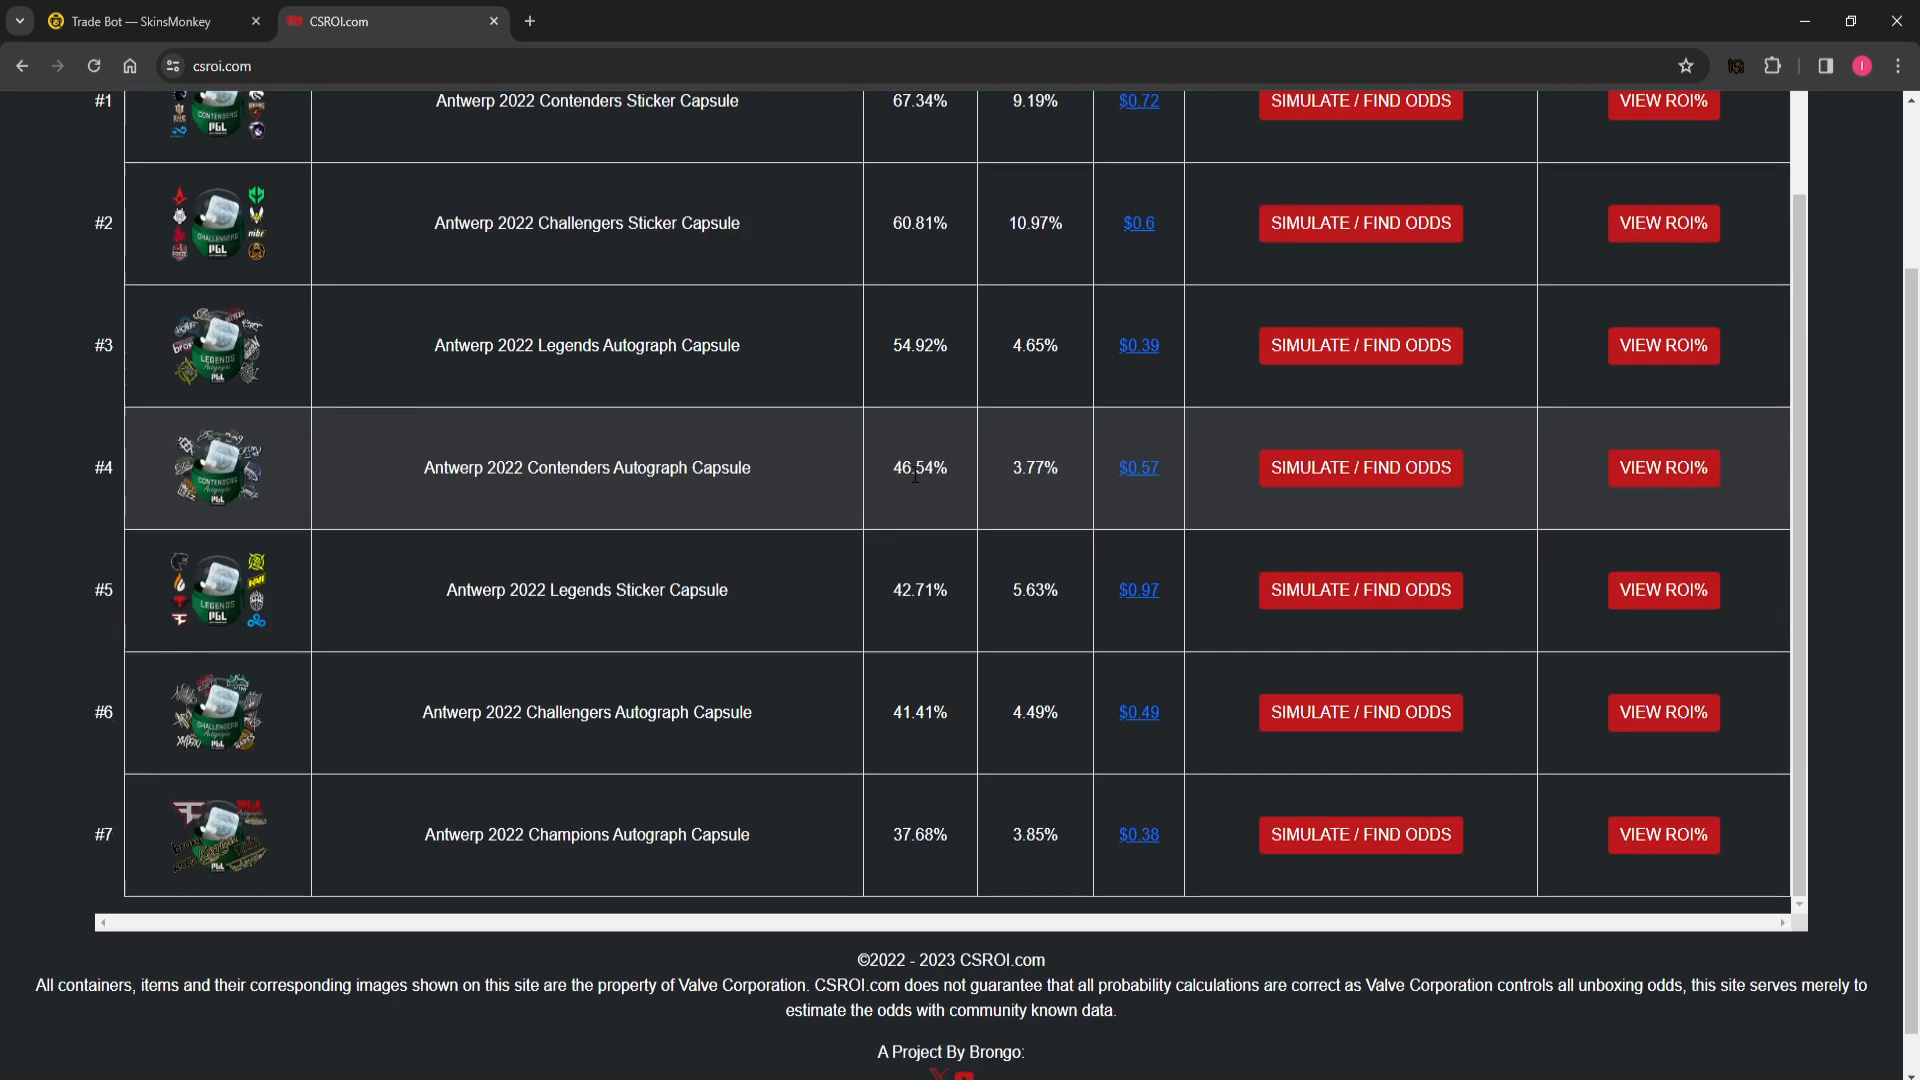 Trade Bot — SkinsMonkey
CSROI.com
csroi.com
#1 Antwerp 2022 Contenders Sticker Capsule 67.34% 9.19% $0.72 SIMULATE / FIND ODDS VIEW ROI%
#2 Antwerp 2022 Challengers Sticker Capsule 60.81% 10.97% $0.6 SIMULATE / FIND ODDS VIEW ROI%
#3 Antwerp 2022 Legends Autograph Capsule 54.92% 4.65% $0.39 SIMULATE / FIND ODDS VIEW ROI%
#4 Antwerp 2022 Contenders Autograph Capsule 46.54% 3.77% $0.57 SIMULATE / FIND ODDS VIEW ROI%
#5 Antwerp 2022 Legends Sticker Capsule 42.71% 5.63% $0.97 SIMULATE / FIND ODDS VIEW ROI%
#6 Antwerp 2022 Challengers Autograph Capsule 41.41% 4.49% $0.49 SIMULATE / FIND ODDS VIEW ROI%
#7 Antwerp 2022 Champions Autograph Capsule 37.68% 3.85% $0.38 SIMULATE / FIND ODDS VIEW ROI%
©2022 - 2023 CSROI.com
All containers, items and their corresponding images shown on this site are the property of Valve Corporation. CSROI.com does not guarantee that all probability calculations are correct as Valve Corporation controls all unboxing odds, this site serves merely to
estimate the odds with community known data.
A Project By Brongo: